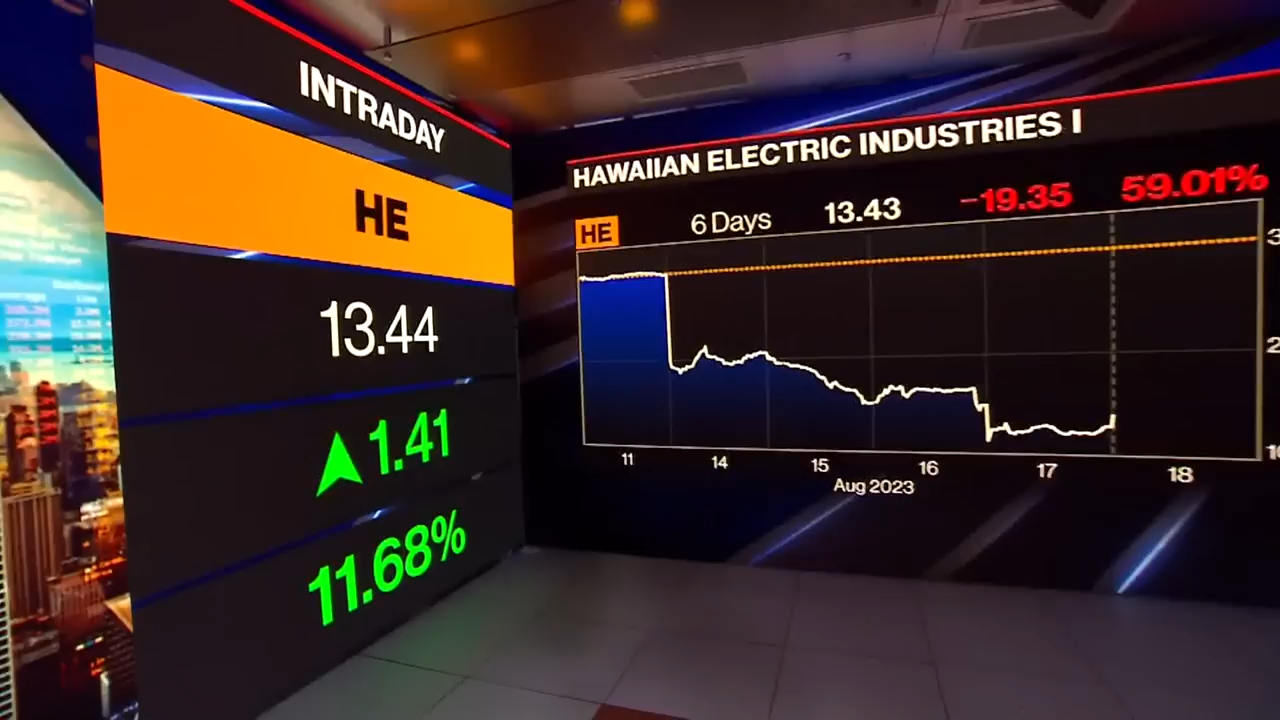 INTRADAY
HE
13.44
▲1.41
11.68%
HAWAIIAN ELECTRIC INDUSTRIES I
HE 6 Days 13.43 -19.35 59.01%
11 14 15 16 17 18
Aug 2023